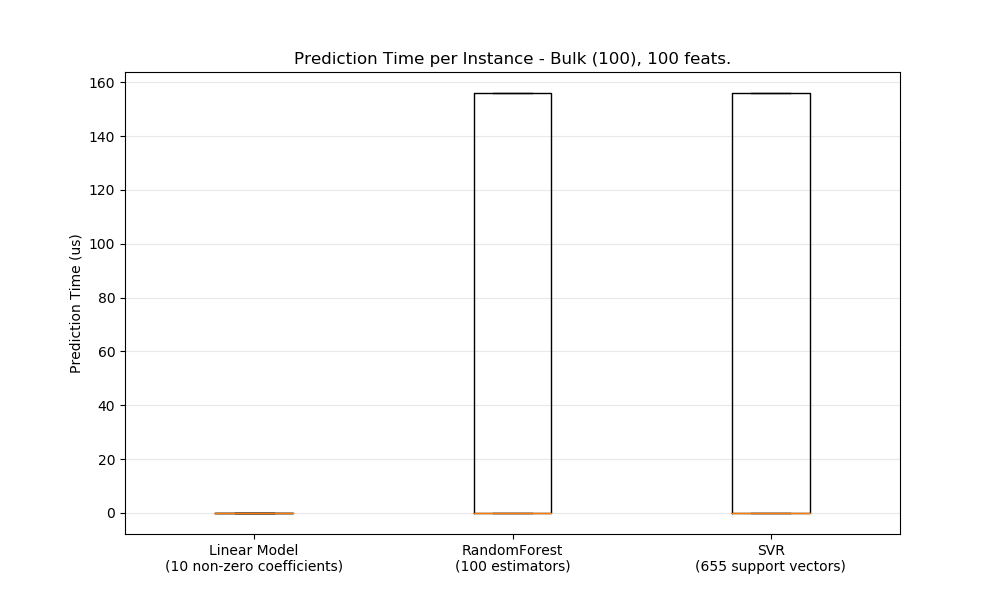 Prediction Time per Instance - Bulk (100), 100 feats.
Prediction Time (us)
160
140
120
100
80
60
40
20
0
Linear Model
(10 non-zero coefficients)
RandomForest
(100 estimators)
SVR
(655 support vectors)